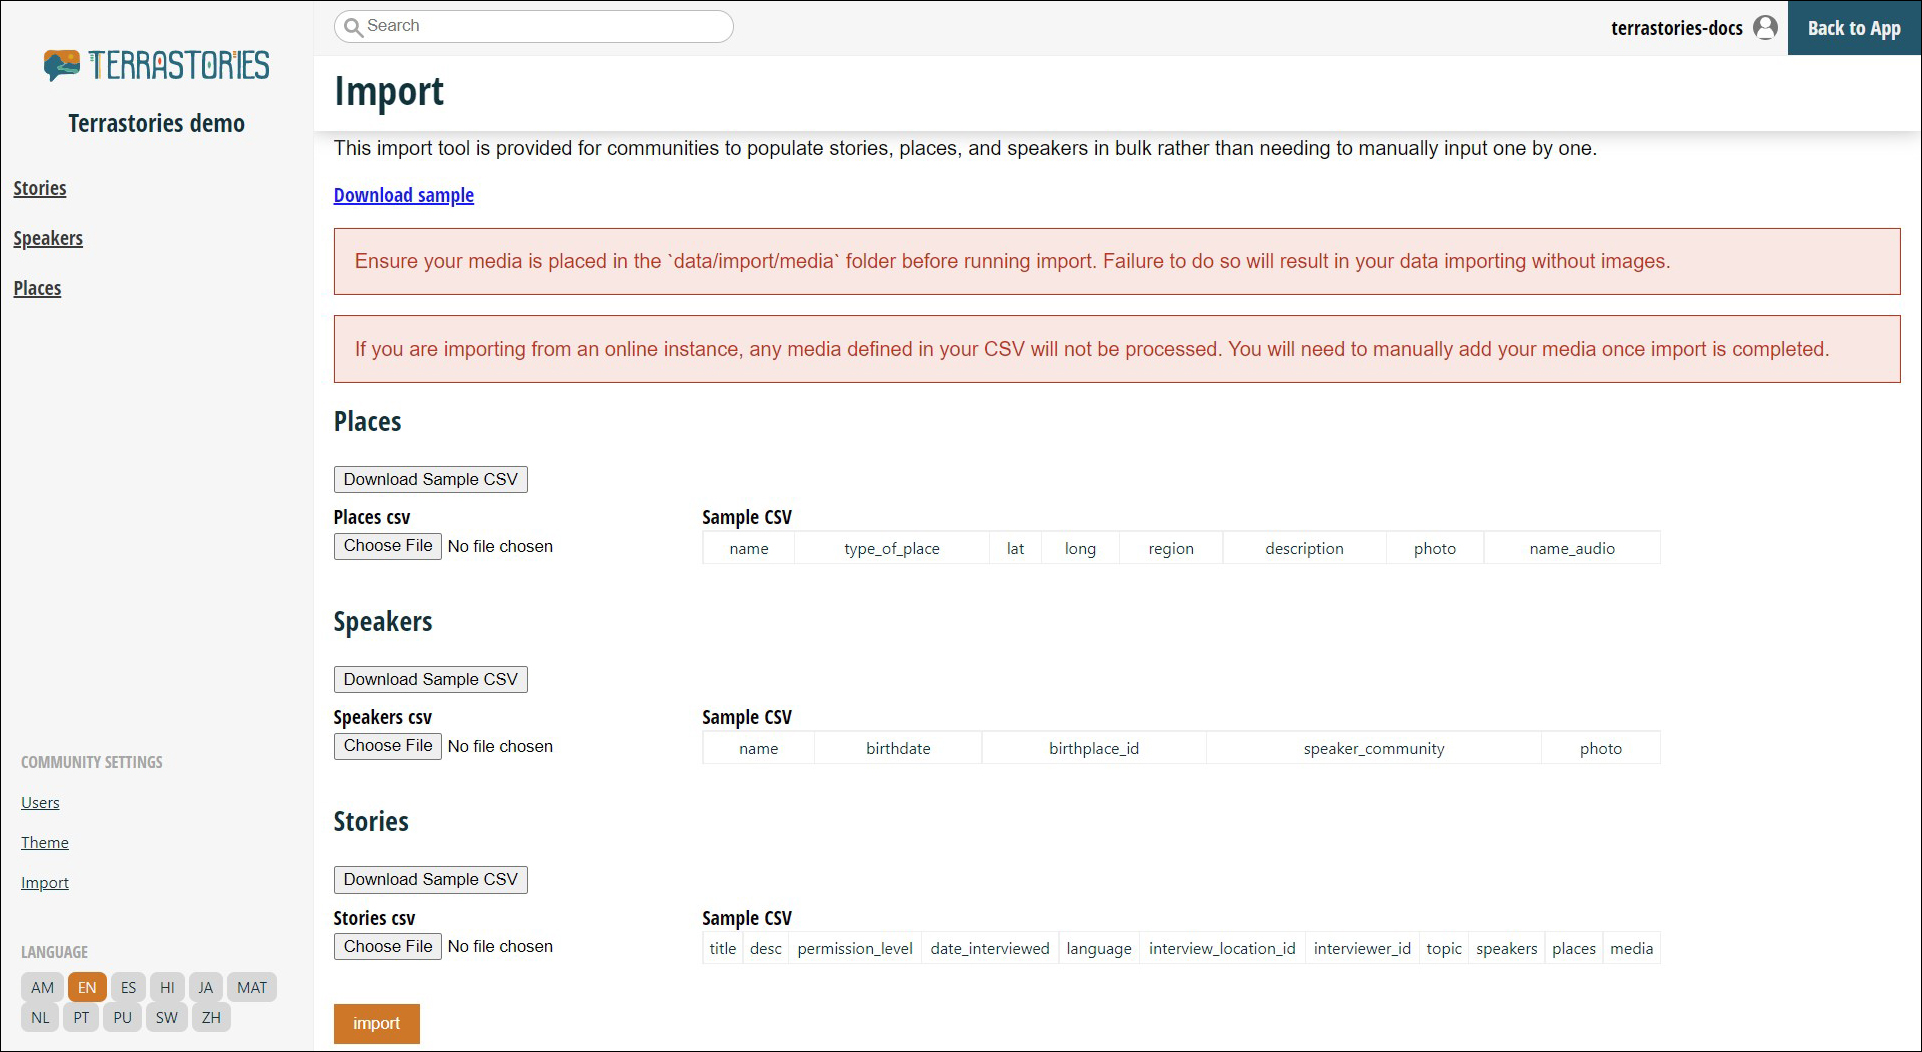 TERRASTORIES
Terrastories demo
Stories
Speakers
Places
COMMUNITY SETTINGS
Users
Theme
Import
LANGUAGE
AM EN ES HI JA MAT
NL PT PU SW ZH
Search
terrastories-docs
Back to App
Import
This import tool is provided for communities to populate stories, places, and speakers in bulk rather than needing to manually input one by one.
Download sample
Ensure your media is placed in the `data/import/media` folder before running import. Failure to do so will result in your data importing without images.
If you are importing from an online instance, any media defined in your CSV will not be processed. You will need to manually add your media once import is completed.
Places
Download Sample CSV
Places csv Sample CSV
Choose File No file chosen name type_of_place lat long region description photo name_audio
Speakers
Download Sample CSV
Speakers csv Sample CSV
Choose File No file chosen name birthdate birthplace_id speaker_community photo
Stories
Download Sample CSV
Stories csv Sample CSV
Choose File No file chosen title desc permission_level date_interviewed language interview_location_id interviewer_id topic speakers places media
import